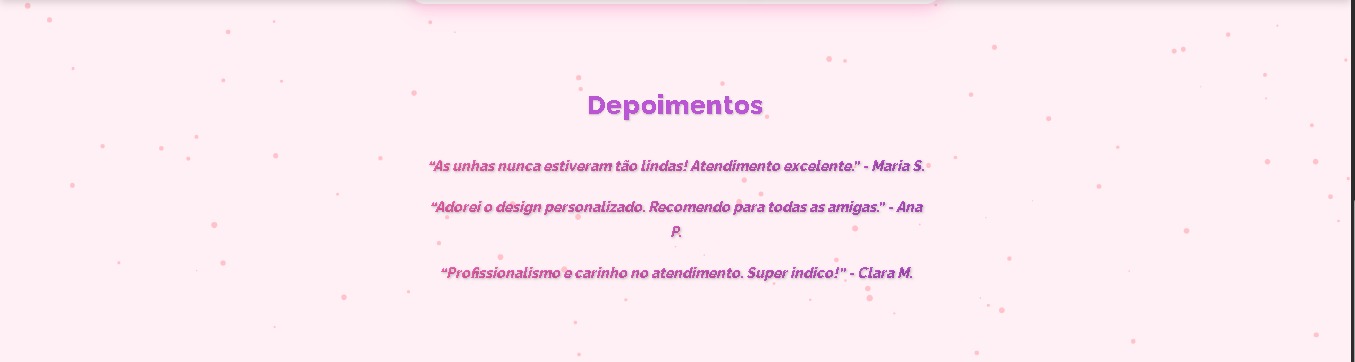 Depoimentos
"As unhas nunca estiveram tão lindas! Atendimento excelente." - Maria S.
"Adorei o design personalizado. Recomendo para todas as amigas." - Ana
P.
"Profissionalismo e carinho no atendimento. Super indico!" - Clara M.